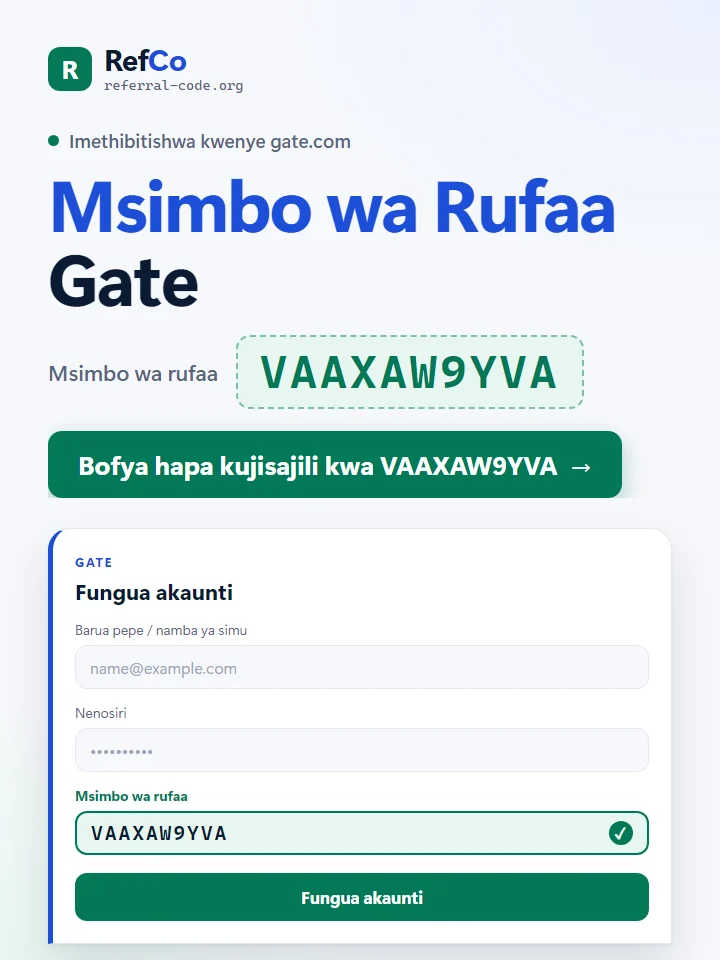 R
RefCo
referral-code.org
Imethibitishwa kwenye gate.com
Msimbo wa Rufaa
Gate
Msimbo wa rufaa
VAAXAW9YVA
Bofya hapa kujisajili kwa VAAXAW9YVA →
GATE
Fungua akaunti
Barua pepe / namba ya simu
name@example.com
Nenosiri
••••••••••
Msimbo wa rufaa
VAAXAW9YVA
Fungua akaunti